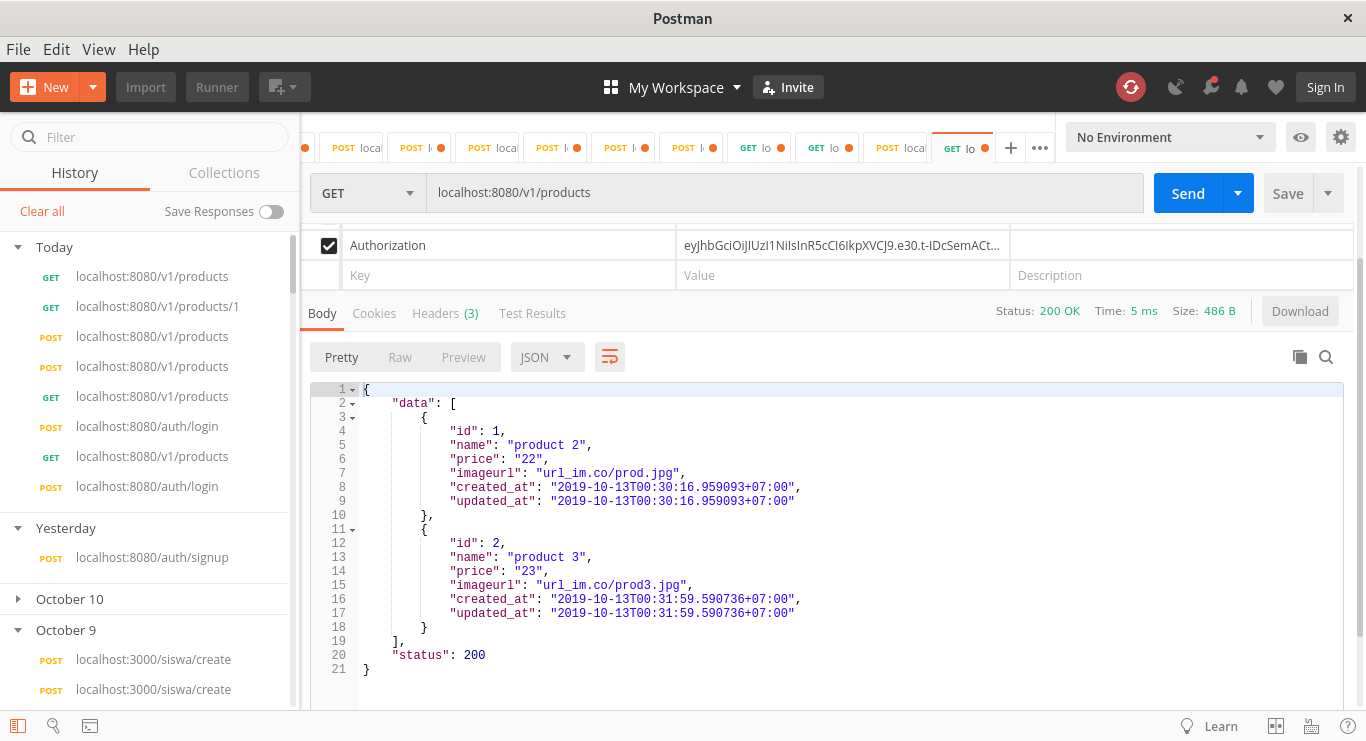 Postman
File Edit View Help
New Import Runner My Workspace Invite Sign In
Filter
History Collections
Clear all Save Responses
Today
GET localhost:8080/v1/products
GET localhost:8080/v1/products/1
POST localhost:8080/v1/products
POST localhost:8080/v1/products
GET localhost:8080/v1/products
POST localhost:8080/auth/login
GET localhost:8080/v1/products
POST localhost:8080/auth/login
Yesterday
POST localhost:8080/auth/signup
October 10
October 9
POST localhost:3000/siswa/create
POST localhost:3000/siswa/create
POST local POST l POST local POST l POST l POST l GET lo GET lo POST local GET lo
No Environment
GET localhost:8080/v1/products Send Save
Authorization eyJhbGciOiJIUzI1NiIsInR5cCI6IkpXVCJ9.e30.t-IDcSemACt...
Key Value Description
Body Cookies Headers (3) Test Results Status: 200 OK Time: 5 ms Size: 486 B Download
Pretty Raw Preview JSON
1 {
2 "data": [
3 {
4 "id": 1,
5 "name": "product 2",
6 "price": "22",
7 "imageurl": "url_im.co/prod.jpg",
8 "created_at": "2019-10-13T00:30:16.959093+07:00",
9 "updated_at": "2019-10-13T00:30:16.959093+07:00"
10 },
11 {
12 "id": 2,
13 "name": "product 3",
14 "price": "23",
15 "imageurl": "url_im.co/prod3.jpg",
16 "created_at": "2019-10-13T00:31:59.590736+07:00",
17 "updated_at": "2019-10-13T00:31:59.590736+07:00"
18 }
19 ],
20 "status": 200
21 }
Learn